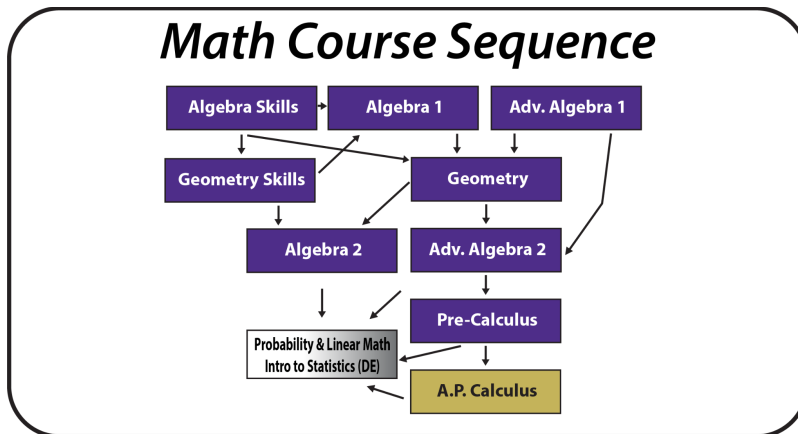 Math Course Sequence
Algebra Skills
Algebra 1
Adv. Algebra 1
Geometry Skills
Geometry
Algebra 2
Adv. Algebra 2
Pre-Calculus
Probability & Linear Math
Intro to Statistics (DE)
A.P. Calculus